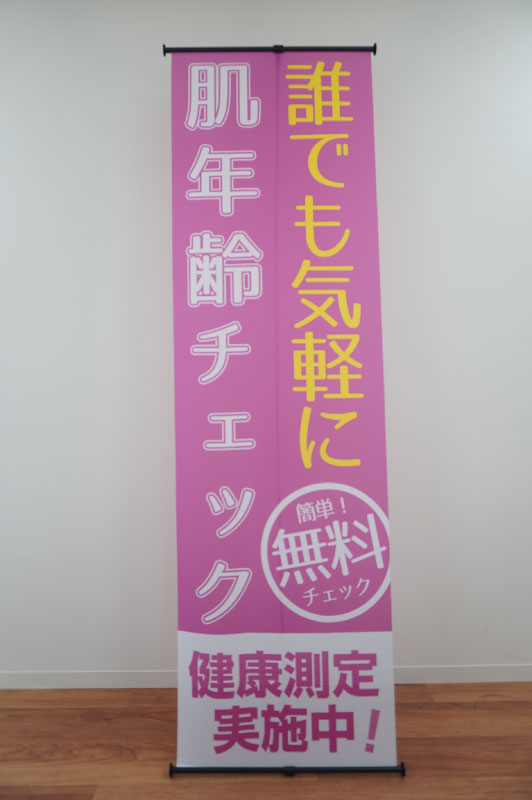 誰でも気軽に
肌年齢チェック
簡単！
無料
チェック
健康測定
実施中！